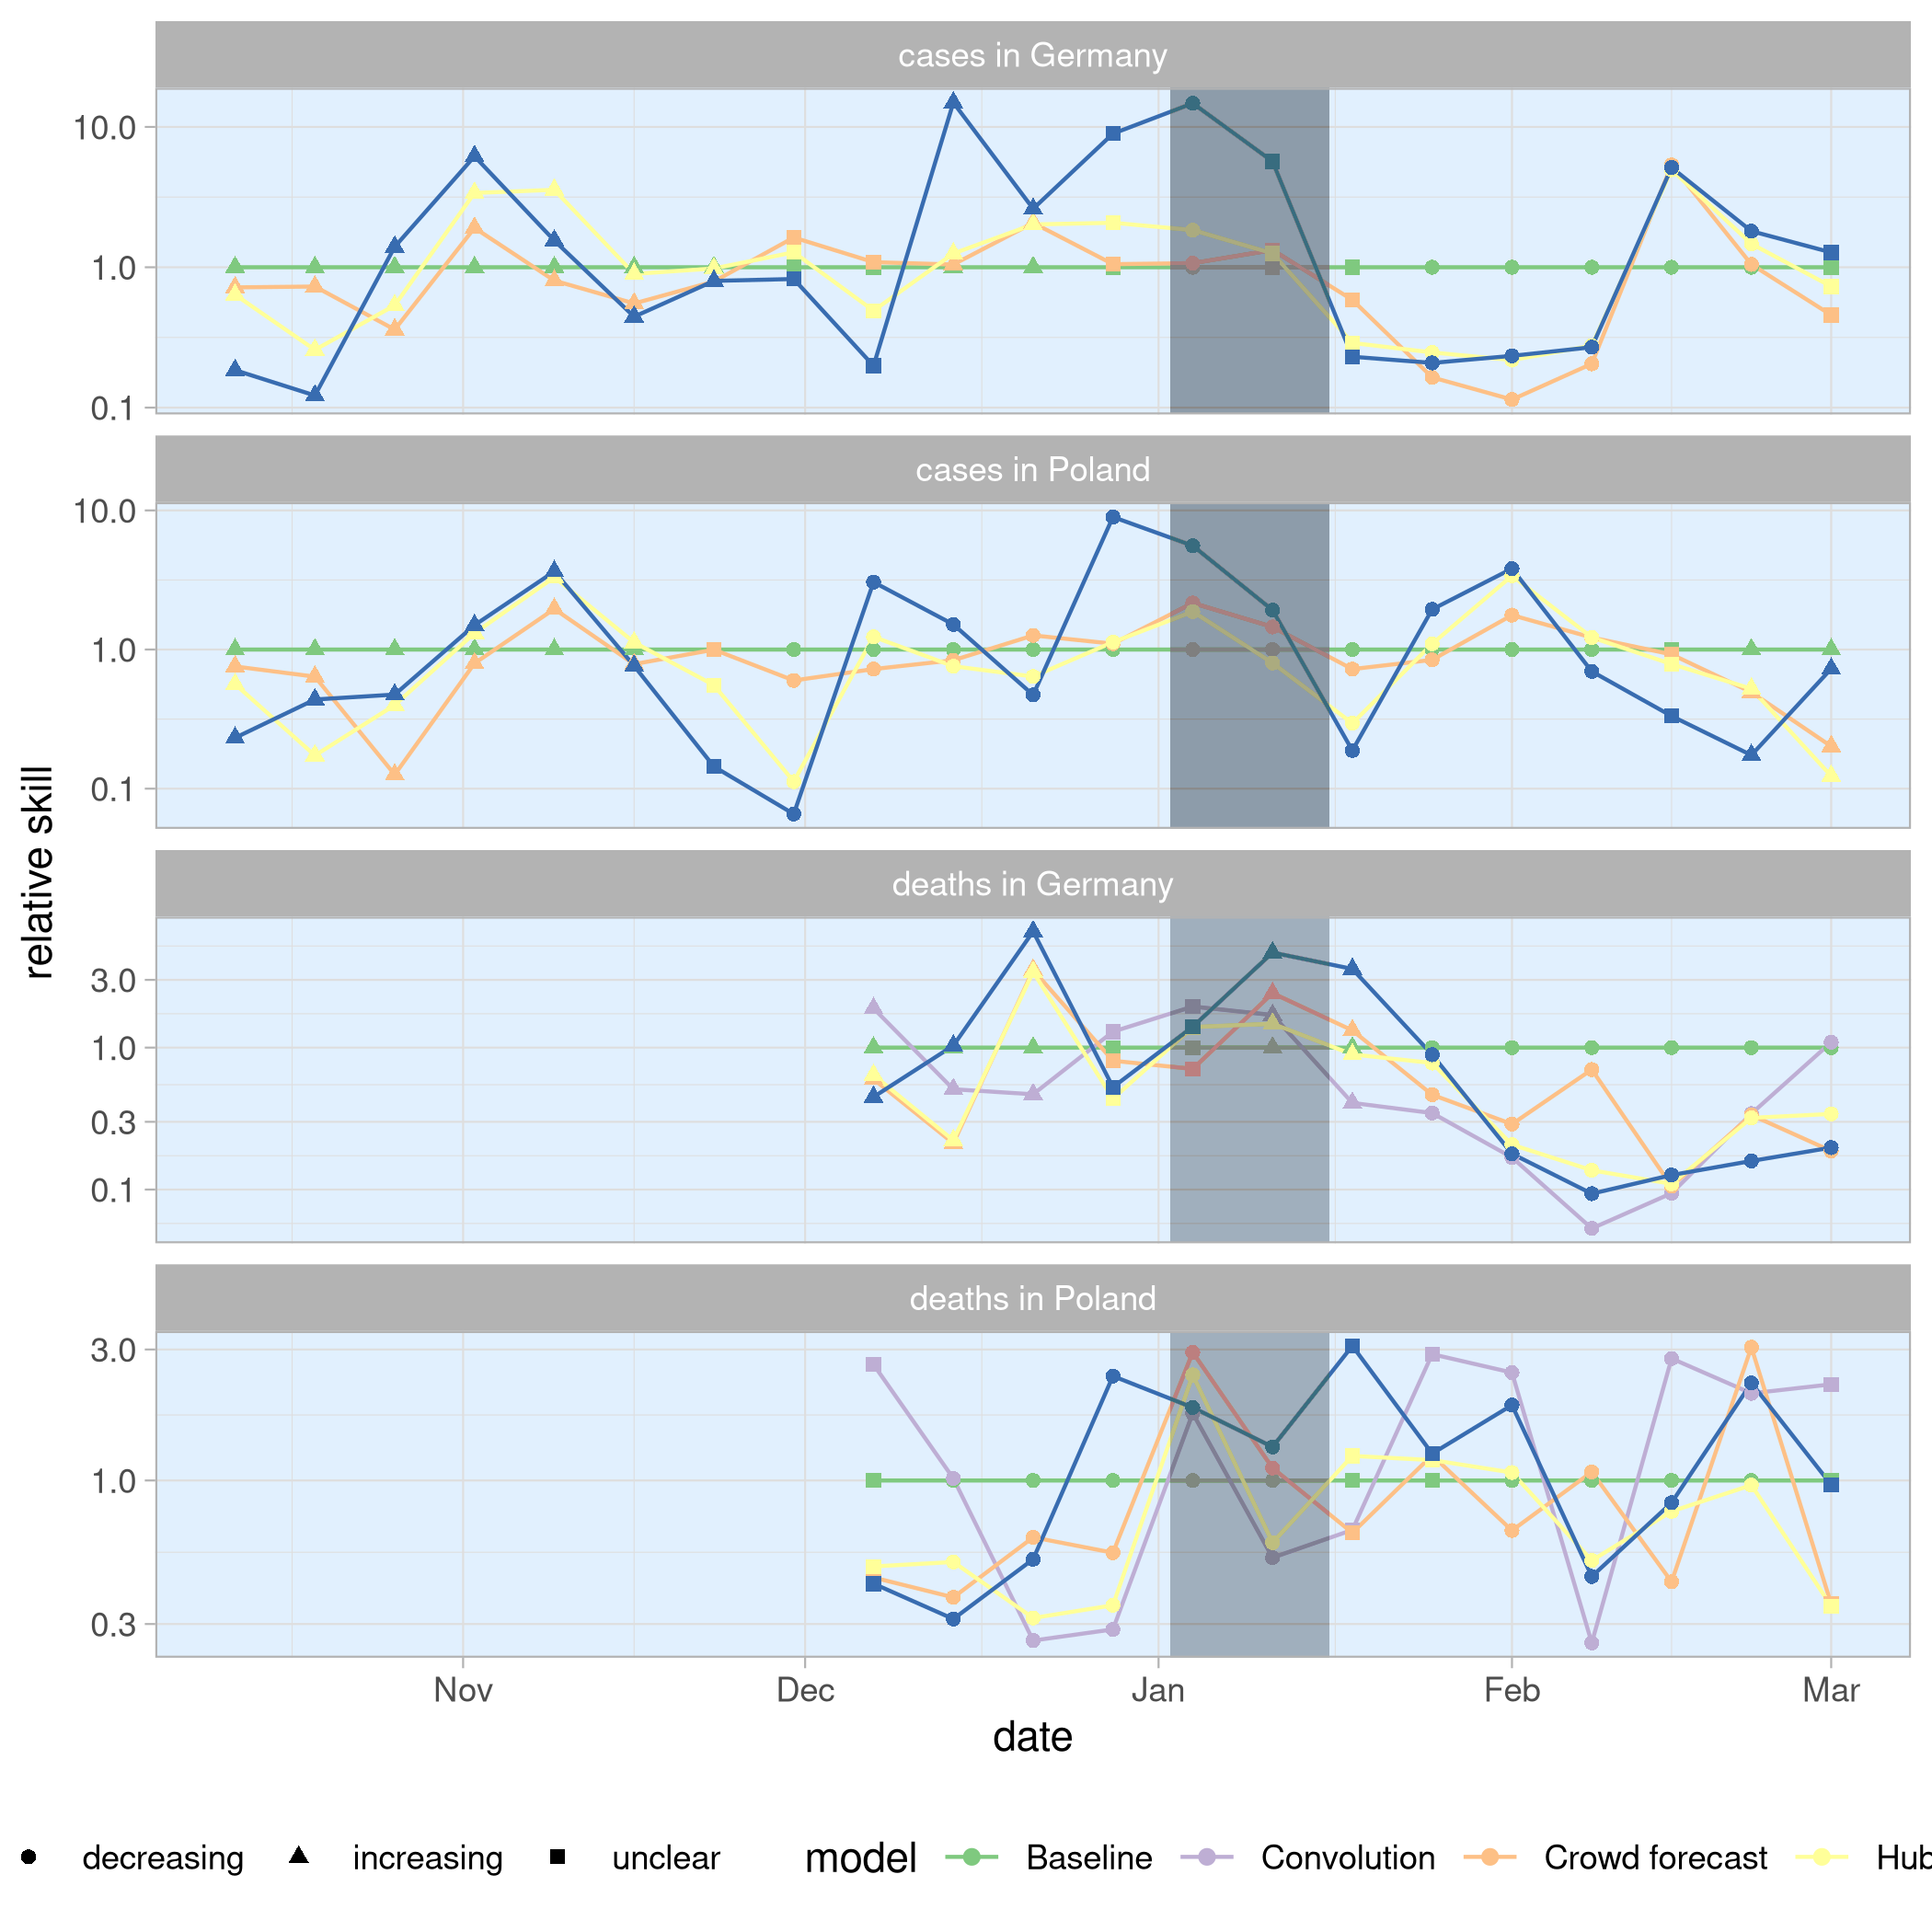 cases in Germany
10.0
1.0
0.1
cases in Poland
10.0
1.0
0.1
deaths in Germany
3.0
1.0
0.3
0.1
deaths in Poland
3.0
1.0
0.3
relative skill
Nov Dec Jan Feb Mar
date
decreasing increasing unclear model Baseline Convolution Crowd forecast Hub